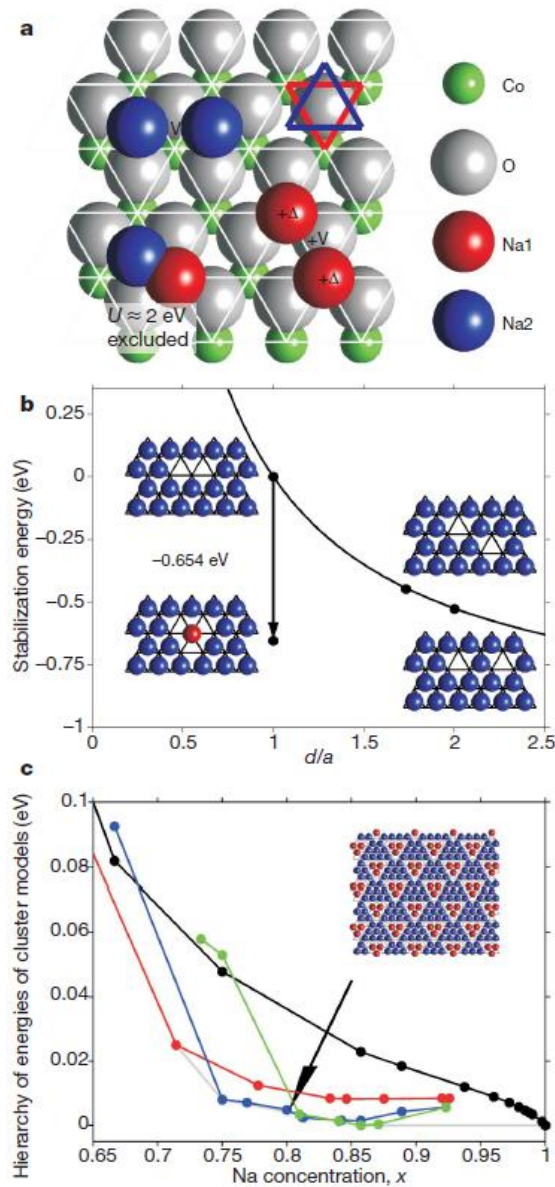 a
V
+Δ
+V
+Δ
U ≈ 2 eV
excluded
Co
O
Na1
Na2
b
Stabilization energy (eV)
0.25
0
−0.25
−0.5
−0.75
−1
−0.654 eV
0 0.5 1 1.5 2 2.5
d/a
c
Hierarchy of energies of cluster models (eV)
0.1
0.08
0.06
0.04
0.02
0
0.65 0.7 0.75 0.8 0.85 0.9 0.95 1
Na concentration, x